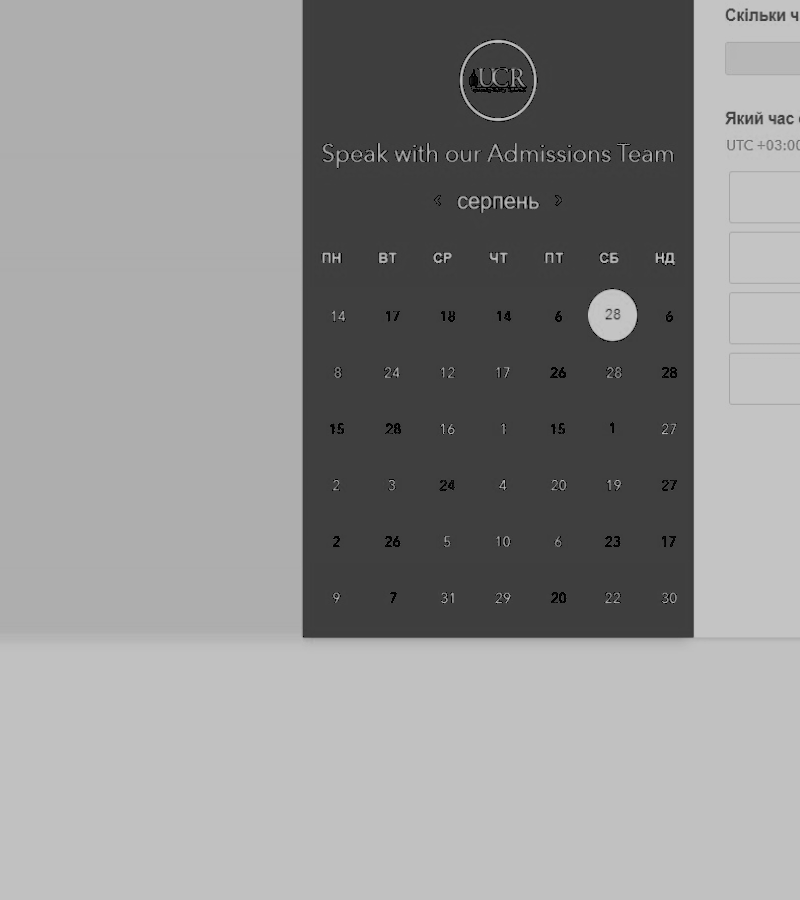 Скільки ч
UCR
Speak with our Admissions Team
серпень
Який час
UTC +03:00
ПН ВТ СР ЧТ ПТ СБ НД
14 17 18 14 6 28 6
8 24 12 17 26 28 28
15 28 16 1 15 1 27
2 3 24 4 20 19 27
2 26 5 10 6 23 17
9 7 31 29 20 22 30